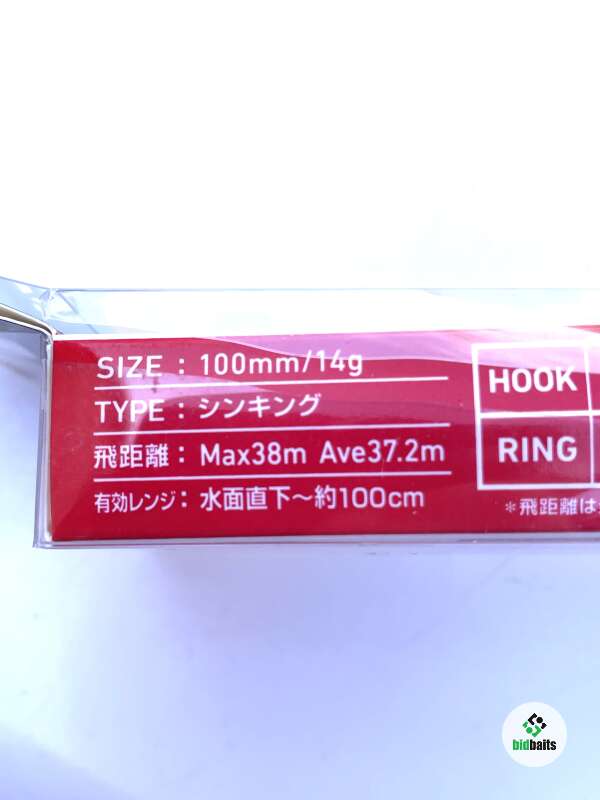 SIZE : 100mm/14g
TYPE : シンキング
飛距離 : Max38m Ave37.2m
有効レンジ : 水面直下~約100cm
HOOK
RING
*飛距離は
bidbaits